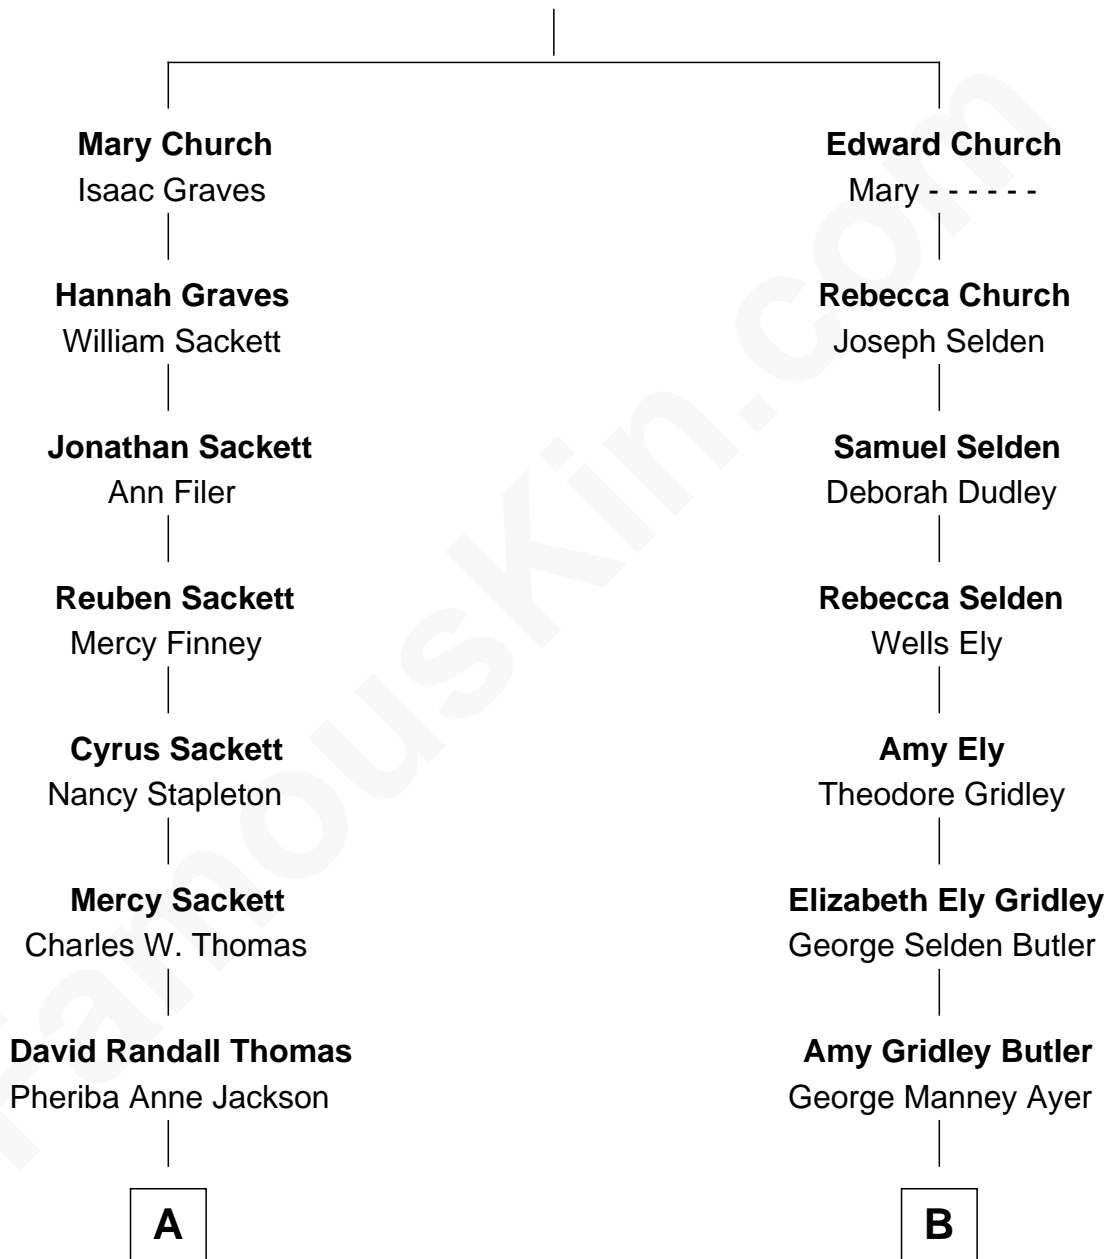 Mary Church
Isaac Graves
Hannah Graves
William Sackett
Jonathan Sackett
Ann Filer
Reuben Sackett
Mercy Finney
Cyrus Sackett
Nancy Stapleton
Mercy Sackett
Charles W. Thomas
David Randall Thomas
Pheriba Anne Jackson
A
Edward Church
Mary - - - - - -
Rebecca Church
Joseph Selden
Samuel Selden
Deborah Dudley
Rebecca Selden
Wells Ely
Amy Ely
Theodore Gridley
Elizabeth Ely Gridley
George Selden Butler
Amy Gridley Butler
George Manney Ayer
B
FamousKin.com